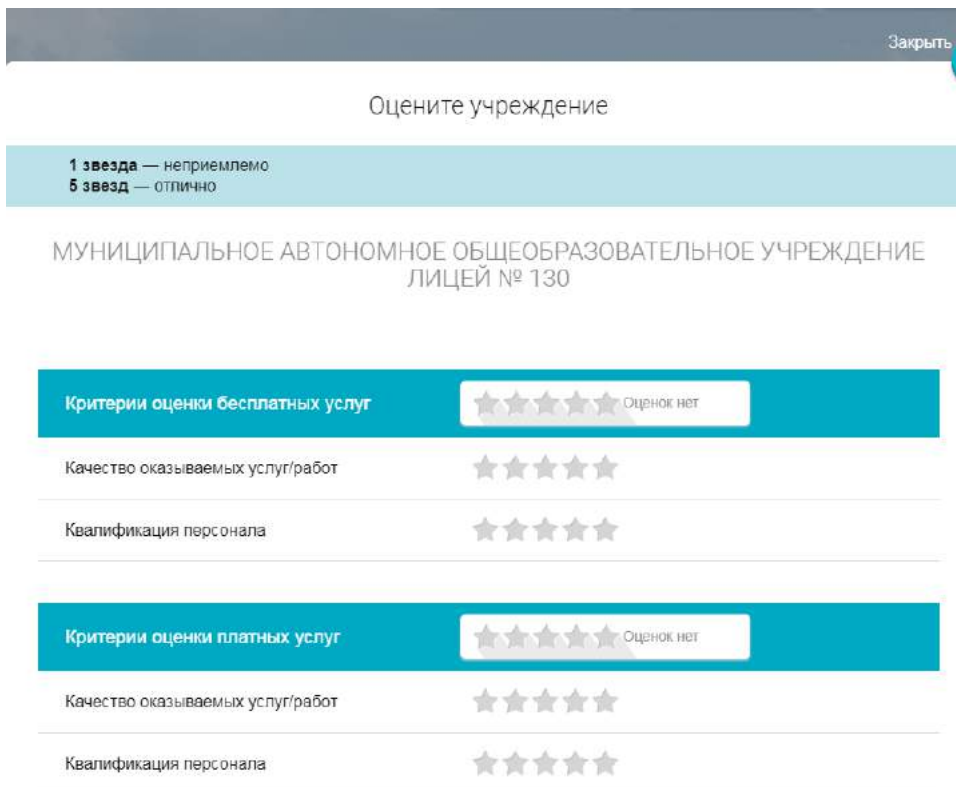 Закрыть
Оцените учреждение
1 звезда — неприемлемо
5 звезд — отлично
МУНИЦИПАЛЬНОЕ АВТОНОМНОЕ ОБЩЕОБРАЗОВАТЕЛЬНОЕ УЧРЕЖДЕНИЕ
ЛИЦЕЙ № 130
Критерии оценки бесплатных услуг Оценок нет
Качество оказываемых услуг/работ
Квалификация персонала
Критерии оценки платных услуг Оценок нет
Качество оказываемых услуг/работ
Квалификация персонала